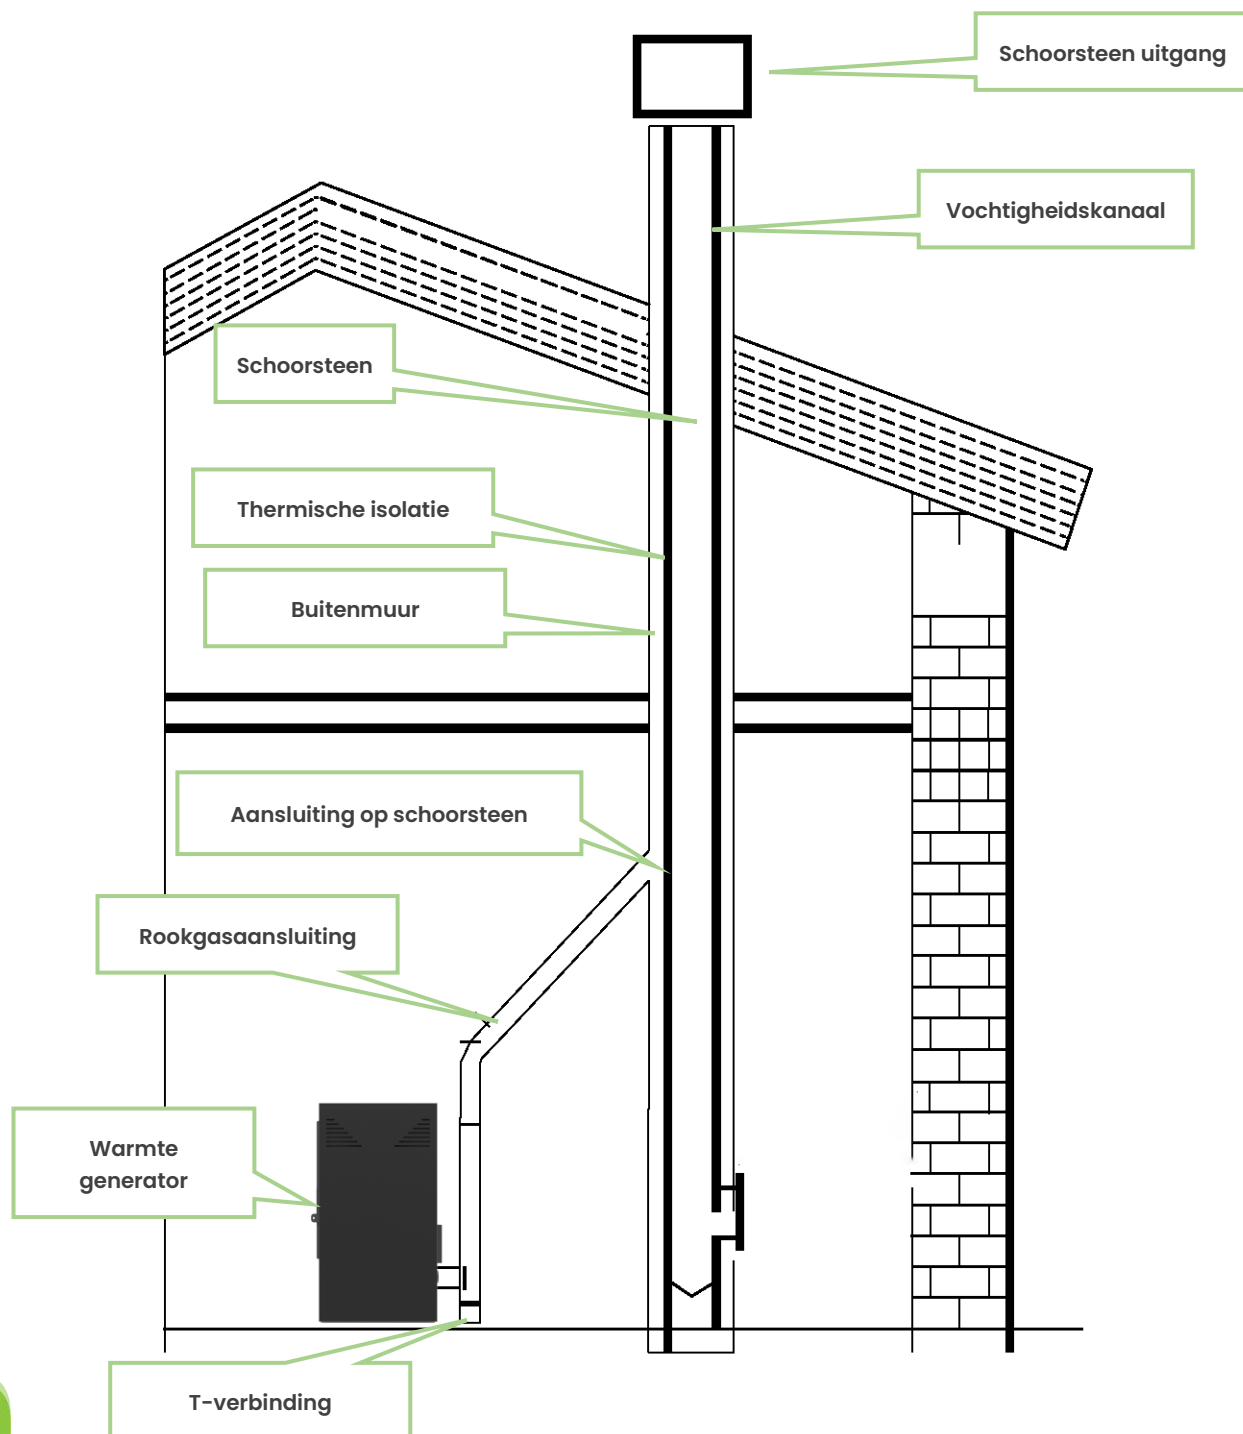 Schoorsteen uitgang
Vochtigheidskanaal
Schoorsteen
Thermische isolatie
Buitenmuur
Aansluiting op schoorsteen
Rookgasaansluiting
Warmte
generator
T-verbinding